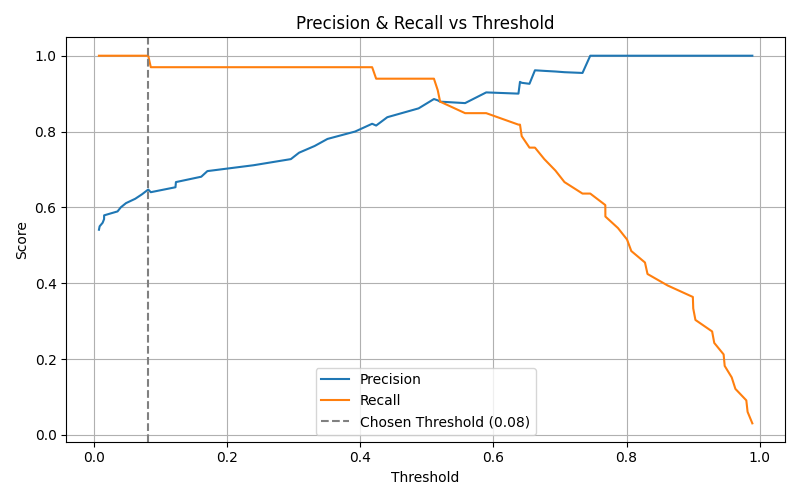 Precision & Recall vs Threshold
1.0
0.8
0.6
0.4
0.2
0.0
Score
Precision
Recall
Chosen Threshold (0.08)
0.0 0.2 0.4 0.6 0.8 1.0
Threshold